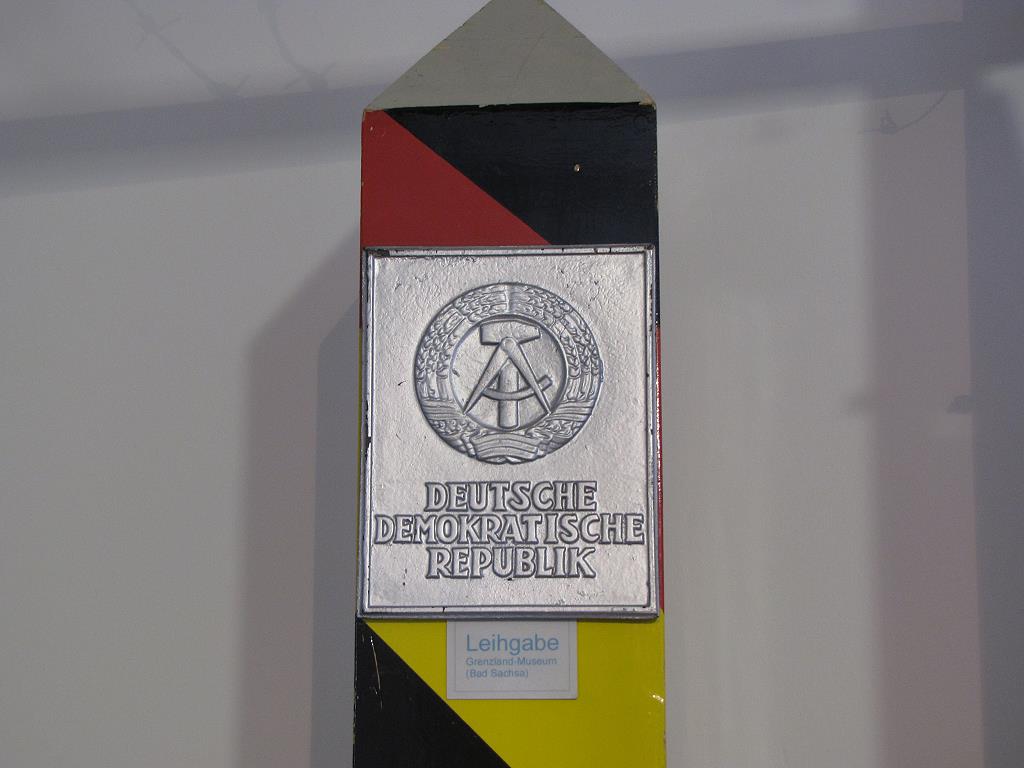 DEUTSCHE
DEMOKRATISCHE
REPUBLIK
Leihgabe
Grenzland-Museum
(Bad Sachsa)